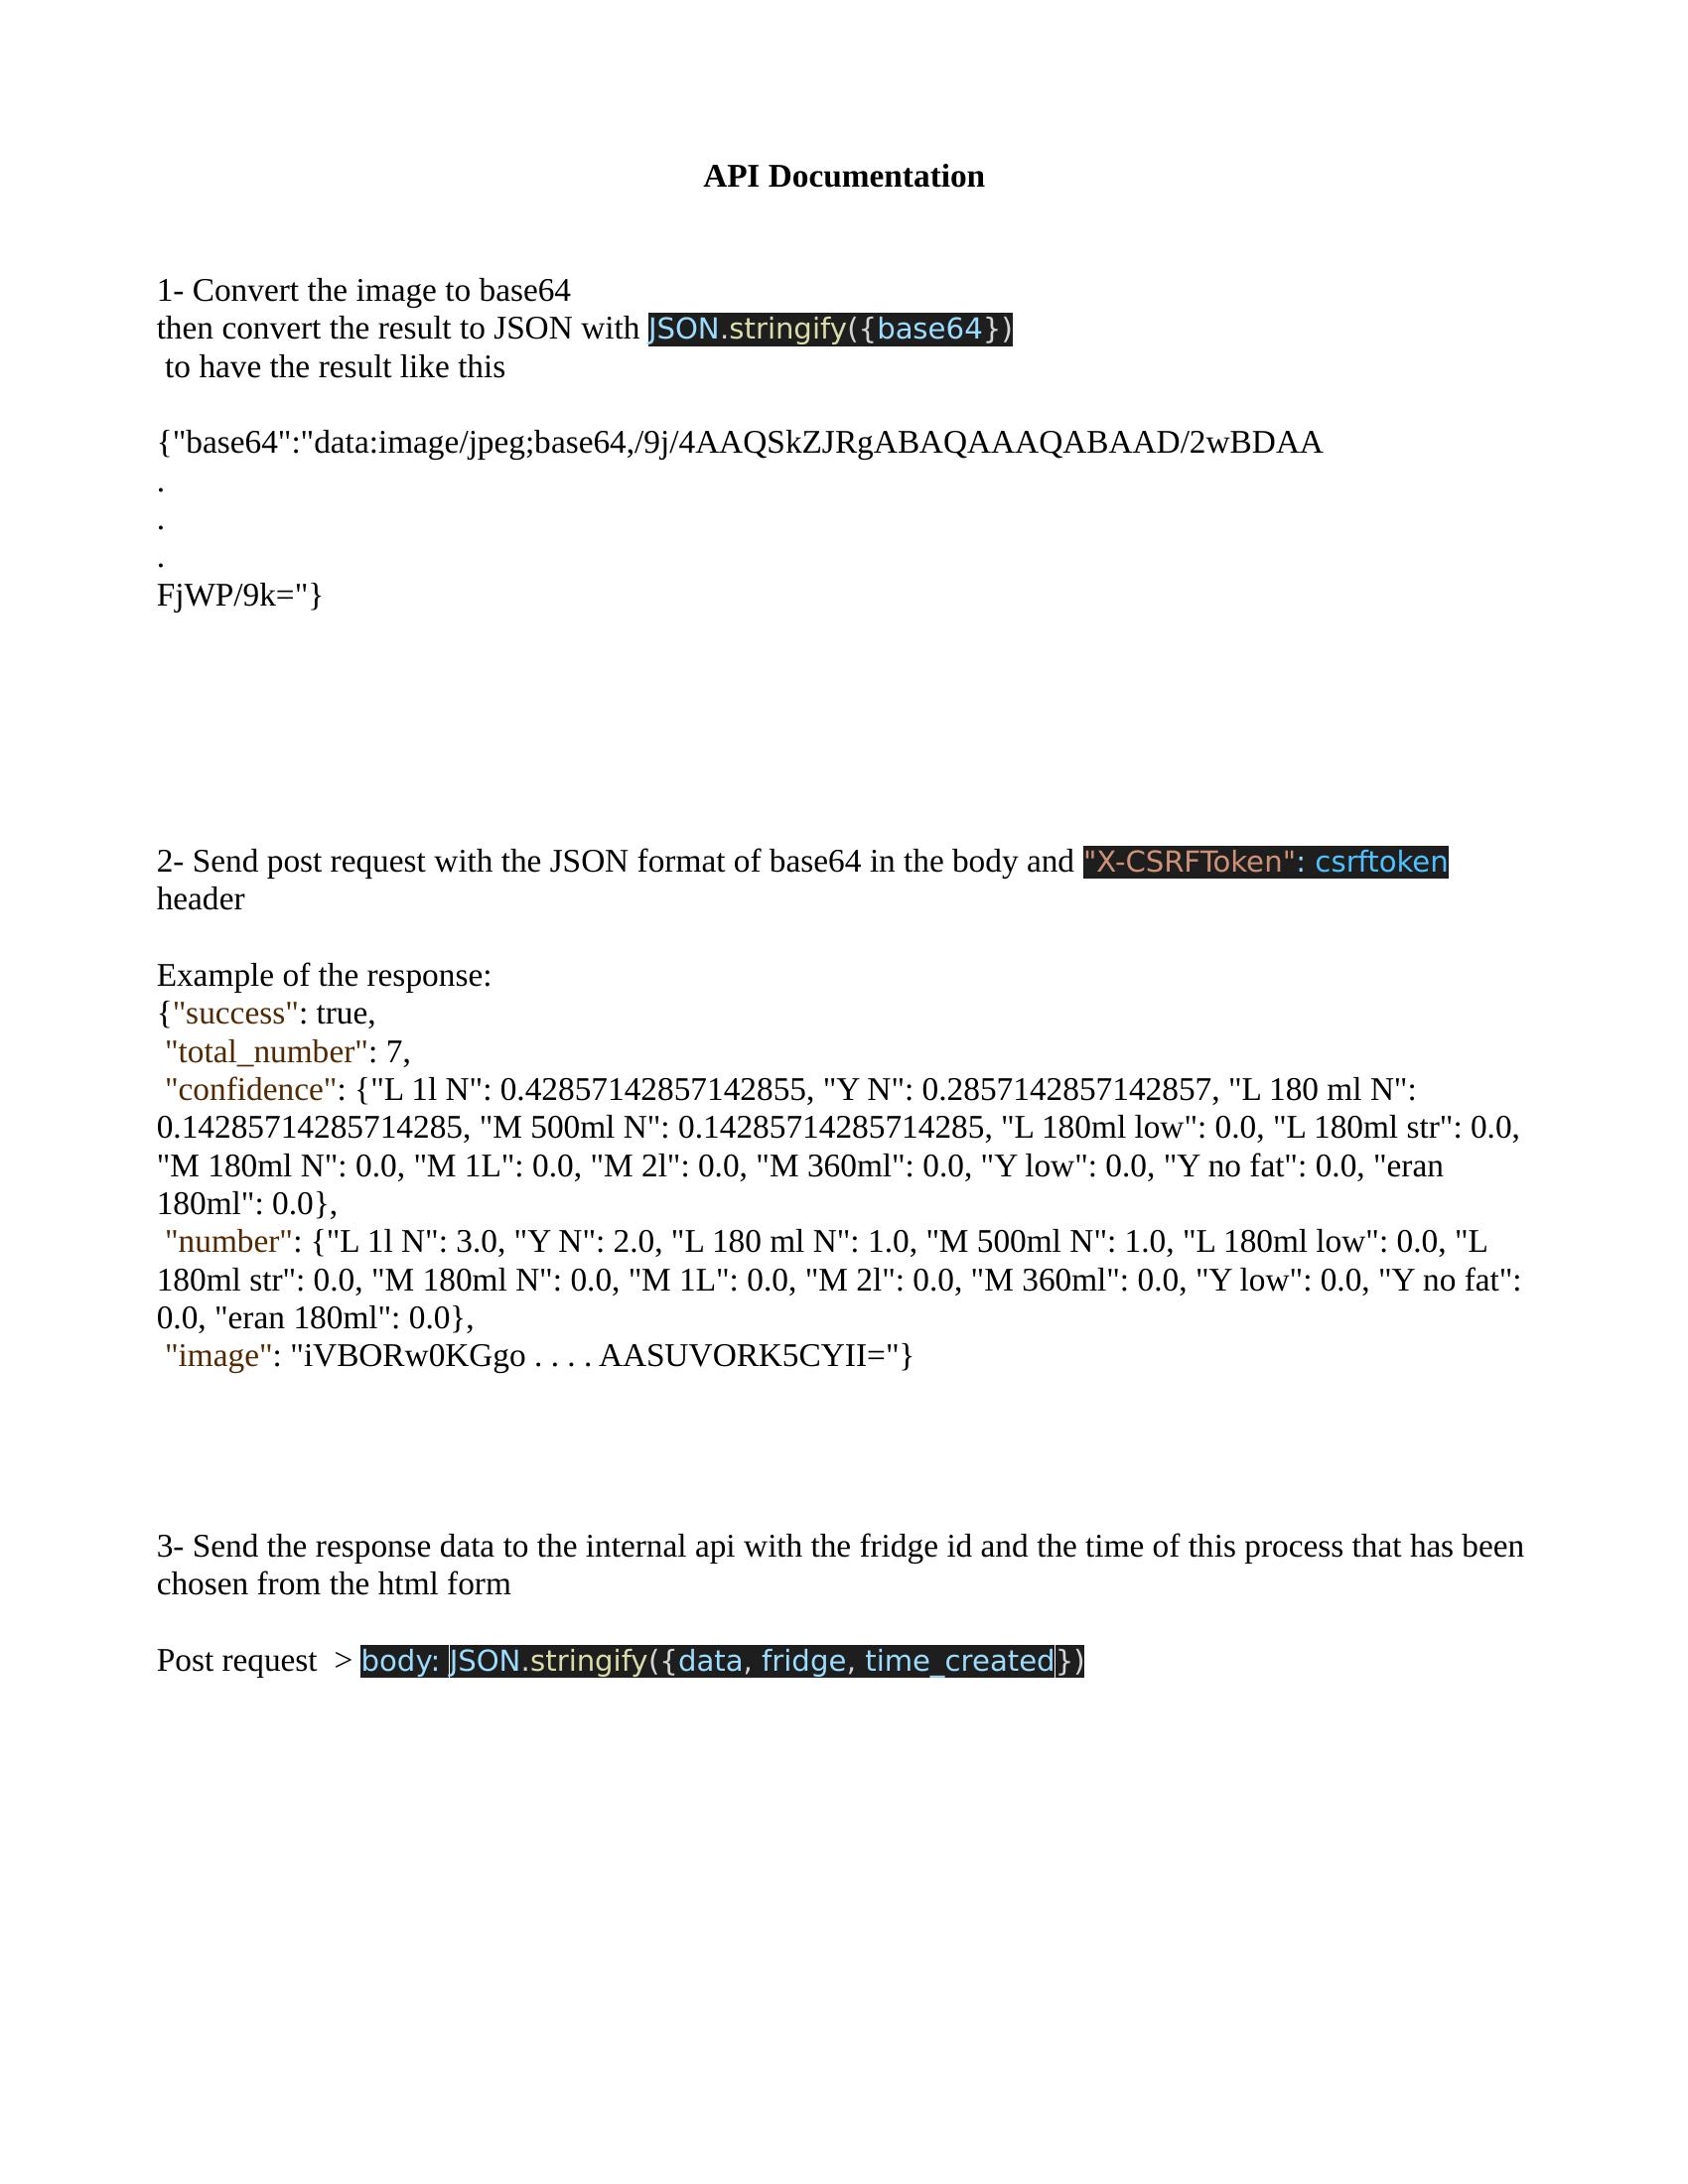 API Documentation
1- Convert the image to base64
then convert the result to JSON with JSON.stringify({base64})
to have the result like this
{"base64":"data:image/jpeg;base64,/9j/4AAQSkZJRgABAQAAAQABAAD/2wBDAA
.
.
.
FjWP/9k="}
2- Send post request with the JSON format of base64 in the body and "X-CSRFToken": csrftoken
header
Example of the response:
{"success": true,
"total_number": 7,
"confidence": {"L 1l N": 0.42857142857142855, "Y N": 0.2857142857142857, "L 180 ml N":
0.14285714285714285, "M 500ml N": 0.14285714285714285, "L 180ml low": 0.0, "L 180ml str": 0.0,
"M 180ml N": 0.0, "M 1L": 0.0, "M 2l": 0.0, "M 360ml": 0.0, "Y low": 0.0, "Y no fat": 0.0, "eran
180ml": 0.0},
"number": {"L 1l N": 3.0, "Y N": 2.0, "L 180 ml N": 1.0, "M 500ml N": 1.0, "L 180ml low": 0.0, "L
180ml str": 0.0, "M 180ml N": 0.0, "M 1L": 0.0, "M 2l": 0.0, "M 360ml": 0.0, "Y low": 0.0, "Y no fat":
0.0, "eran 180ml": 0.0},
"image": "iVBORw0KGgo . . . . AASUVORK5CYII="}
3- Send the response data to the internal api with the fridge id and the time of this process that has been
chosen from the html form
Post request  > body: JSON.stringify({data, fridge, time_created})